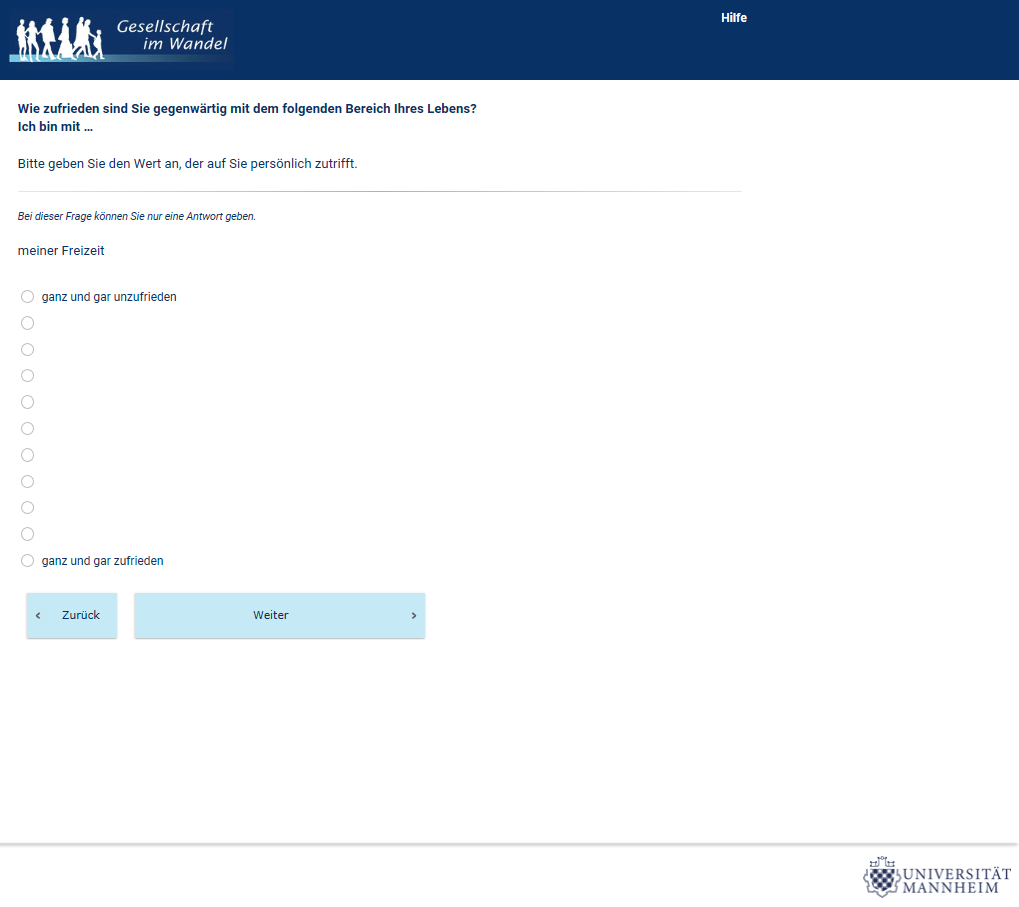 Gesellschaft
im Wandel
Hilfe
Wie zufrieden sind Sie gegenwärtig mit dem folgenden Bereich Ihres Lebens?
Ich bin mit …
Bitte geben Sie den Wert an, der auf Sie persönlich zutrifft.
Bei dieser Frage können Sie nur eine Antwort geben.
meiner Freizeit
ganz und gar unzufrieden
ganz und gar zufrieden
‹ Zurück
Weiter ›
UNIVERSITÄT
MANNHEIM